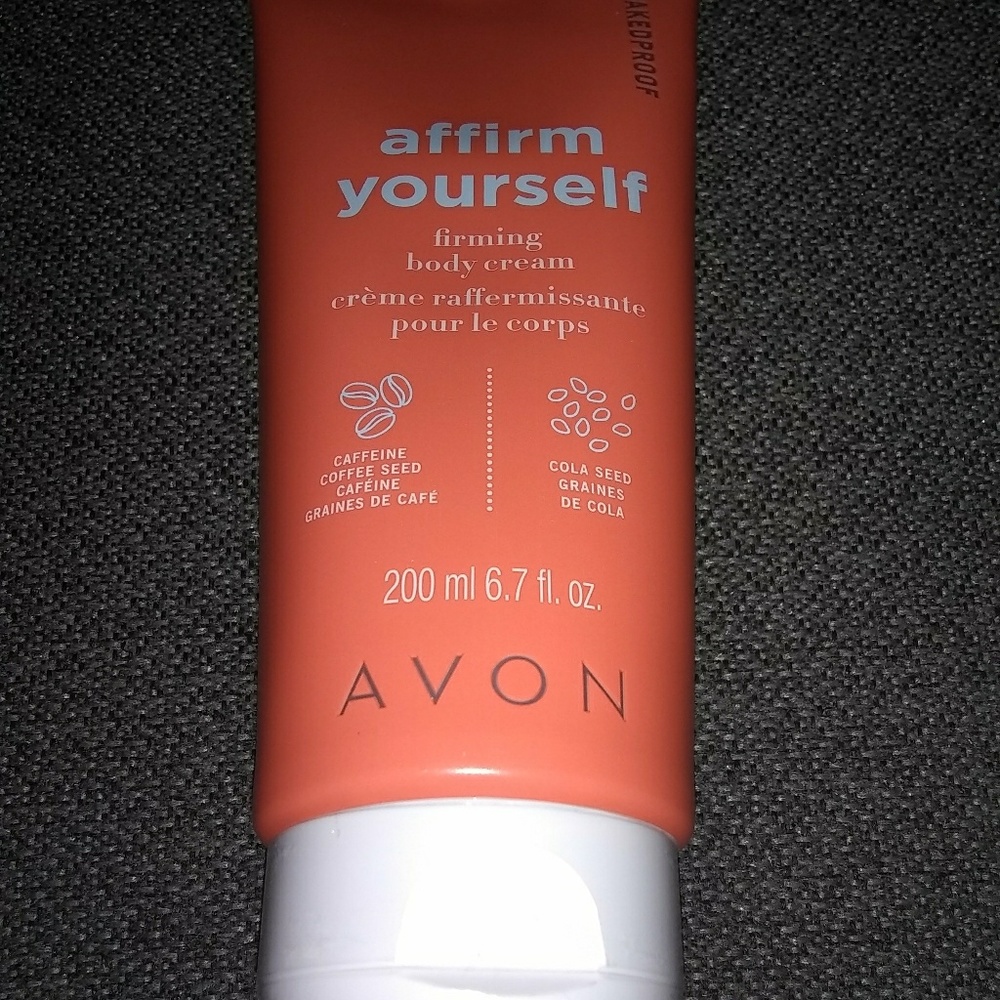 AKEDPROOF
affirm
yourself
firming
body cream
crème raffermissante
pour le corps
CAFFEINE
COFFEE SEED
CAFÉINE
GRAINES DE CAFÉ
COLA SEED
GRAINES
DE COLA
200 ml 6.7 fl. oz.
AVON